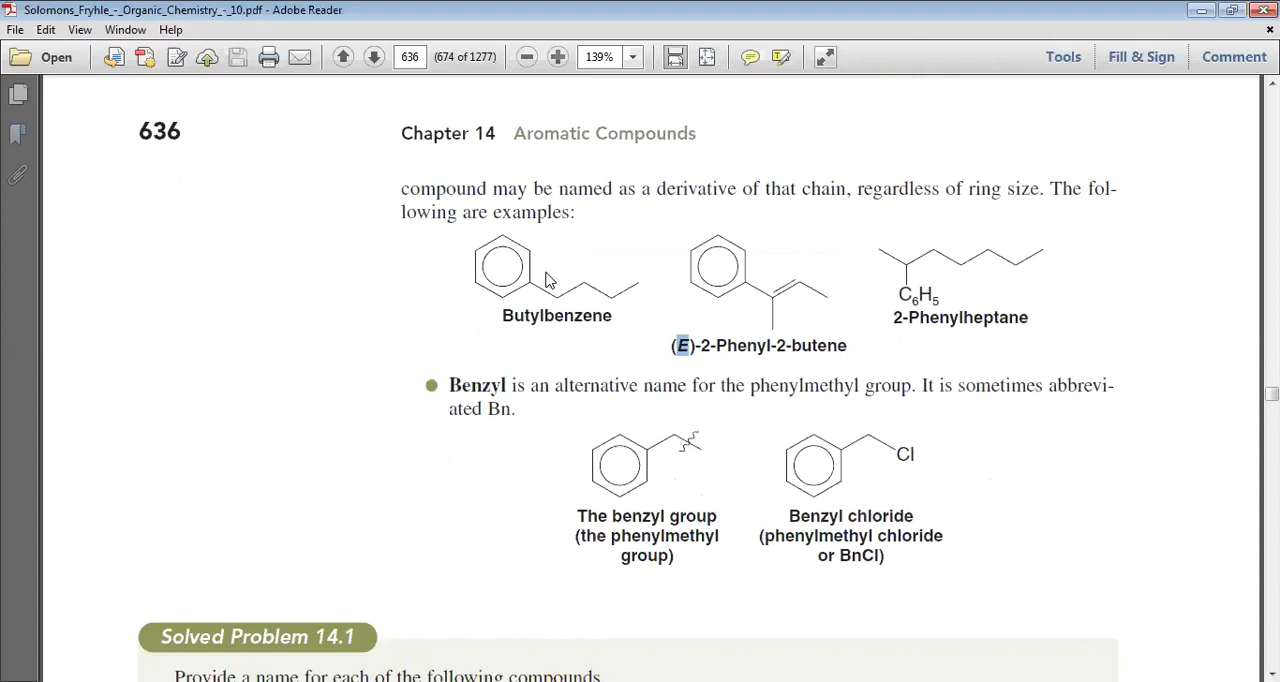 Solomons_Fryhle_-_Organic_Chemistry_-_10.pdf - Adobe Reader
File Edit View Window Help
Open 636 (674 of 1277) 139% Tools Fill & Sign Comment
636 Chapter 14 Aromatic Compounds
compound may be named as a derivative of that chain, regardless of ring size. The fol-
lowing are examples:
C6H5
Butylbenzene
2-Phenylheptane
(E)-2-Phenyl-2-butene
Benzyl is an alternative name for the phenylmethyl group. It is sometimes abbrevi-
ated Bn.
Cl
The benzyl group
(the phenylmethyl
group)
Benzyl chloride
(phenylmethyl chloride
or BnCl)
Solved Problem 14.1
Provide a name for each of the following compounds.